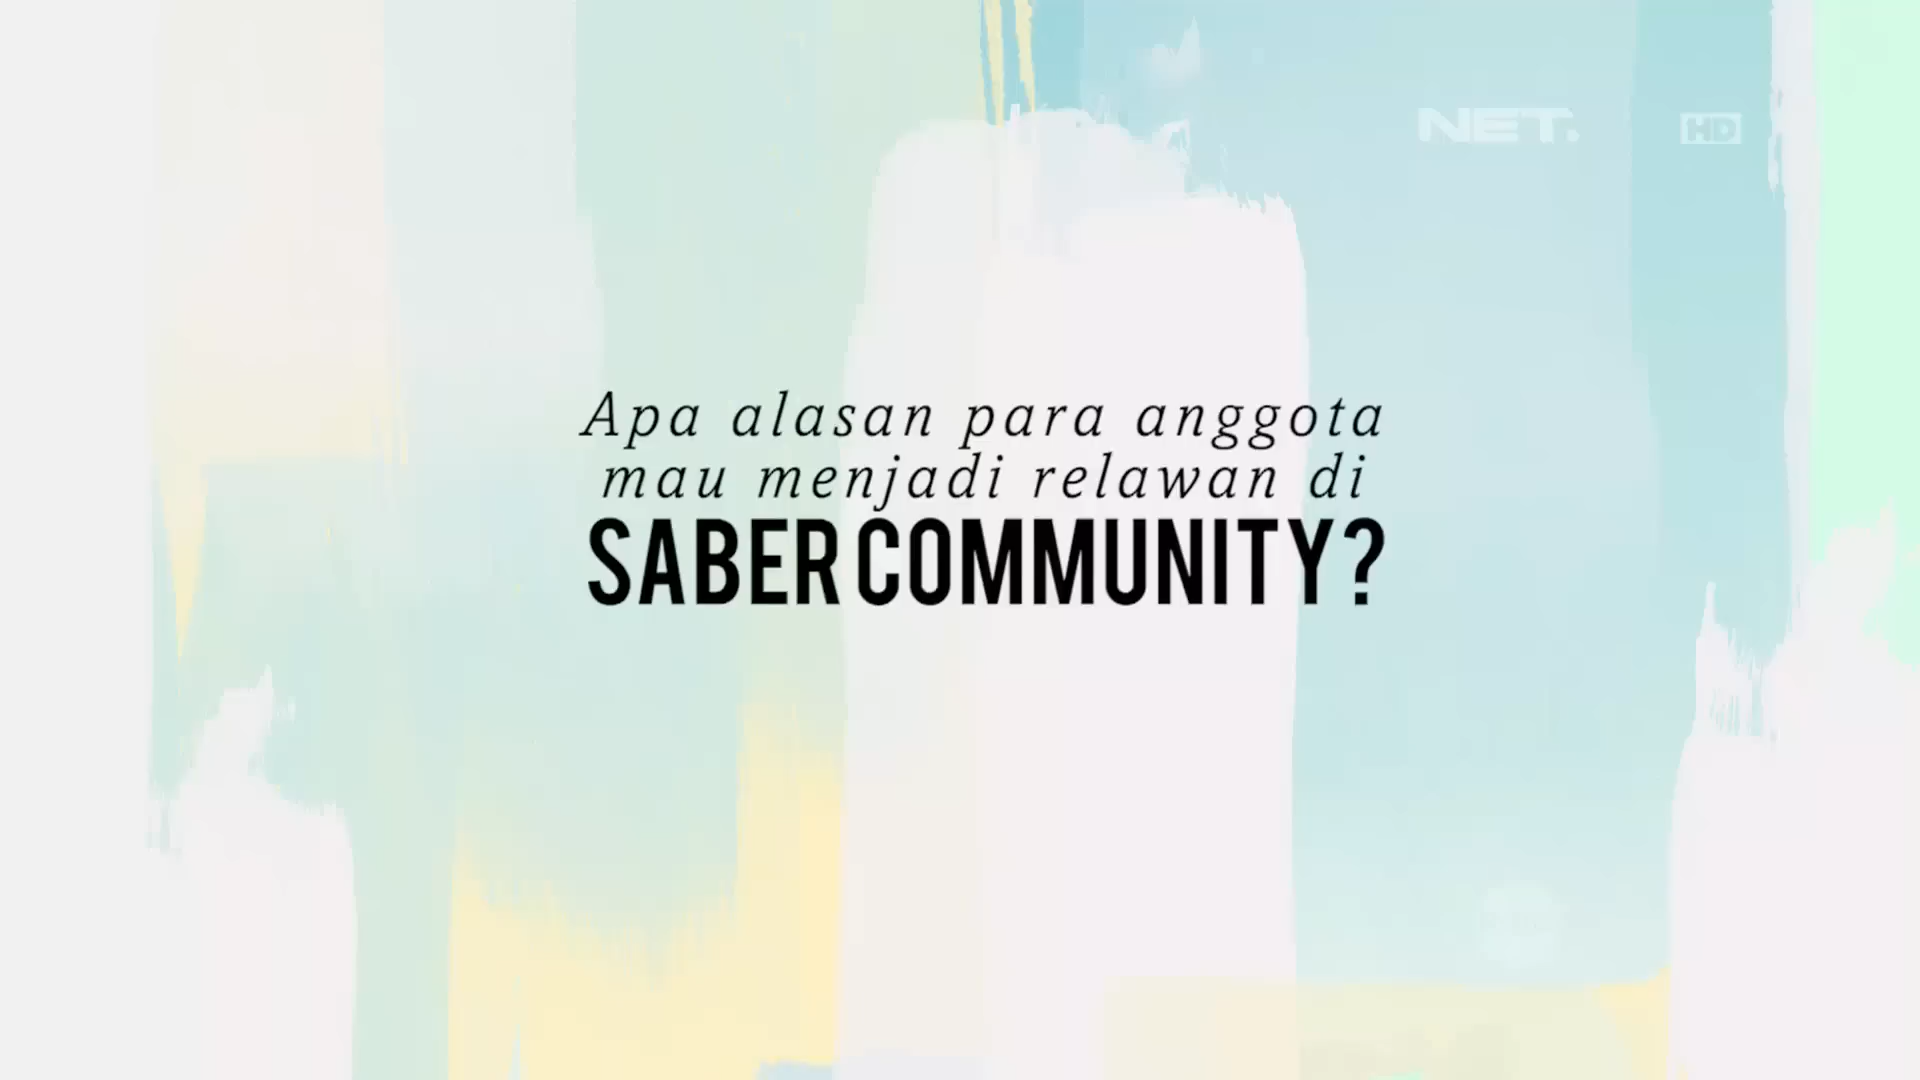 NET.
HD
Apa alasan para anggota
mau menjadi relawan di
SABER COMMUNITY?